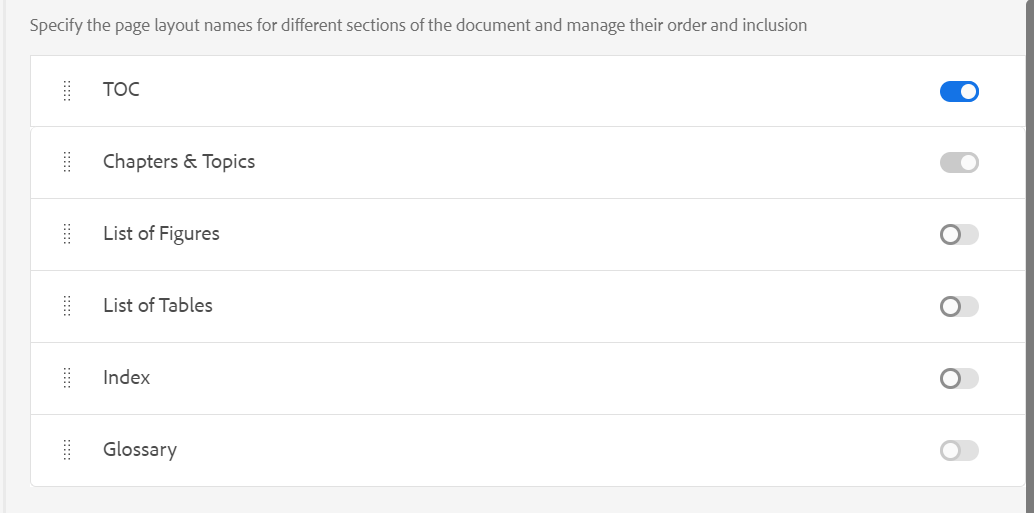 Specify the page layout names for different sections of the document and manage their order and inclusion
TOC
Chapters & Topics
List of Figures
List of Tables
Index
Glossary